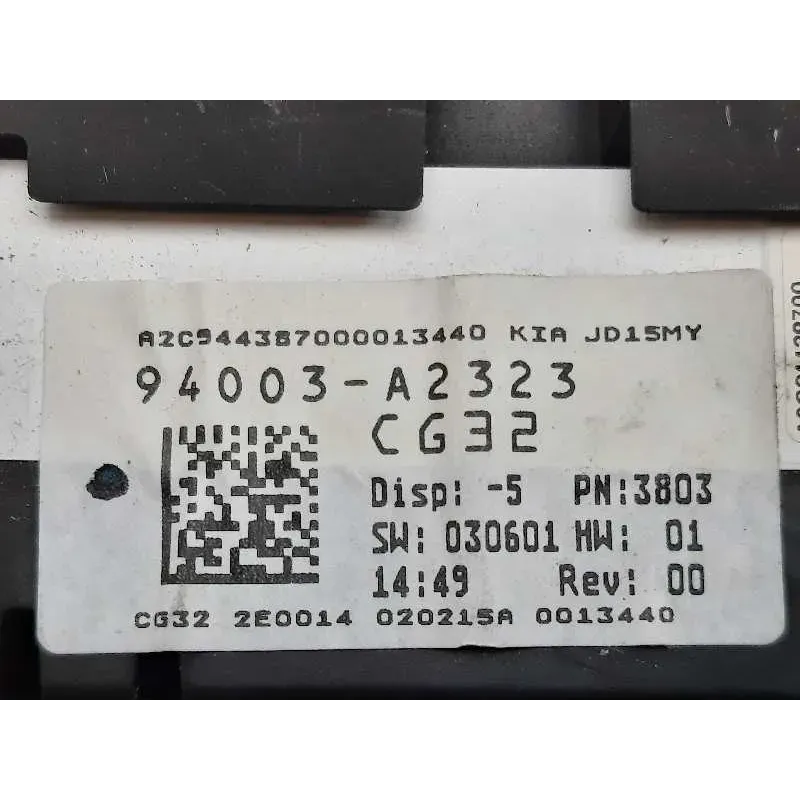 A2C944387000013440 KIA JD15MY
94003-A2323
CG32
Disp: -5 PN:3803
SW: 030601 HW: 01
14:49 Rev: 00
CG32 2E0014 020215A 0013440